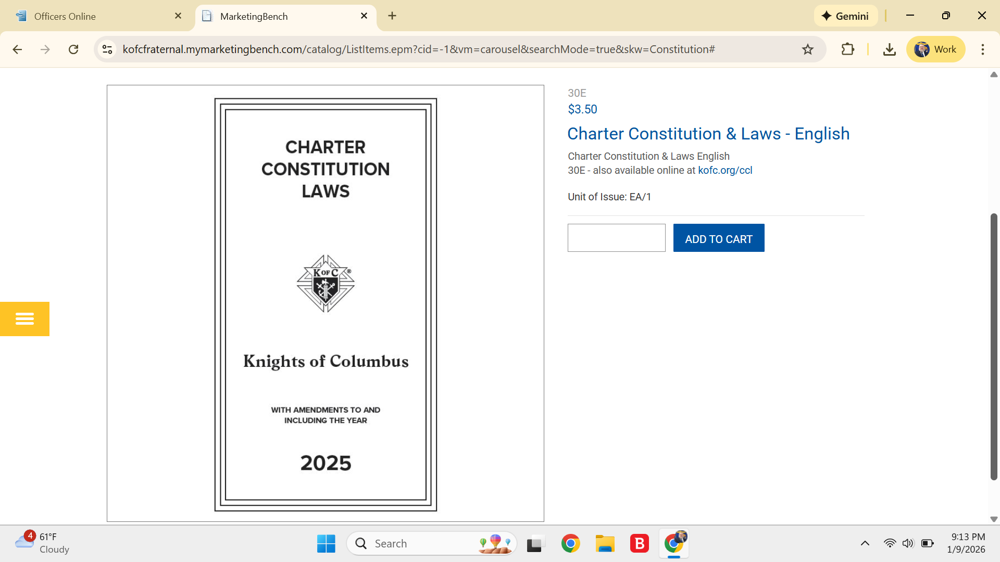 Officers Online
MarketingBench
Gemini
kofcfraternal.mymarketingbench.com/catalog/ListItems.epm?cid=-1&vm=carousel&searchMode=true&skw=Constitution#
Work
CHARTER
CONSTITUTION
LAWS
K OF C ®
Knights of Columbus
WITH AMENDMENTS TO AND
INCLUDING THE YEAR
2025
30E
$3.50
Charter Constitution & Laws - English
Charter Constitution & Laws English
30E - also available online at kofc.org/ccl
Unit of Issue: EA/1
ADD TO CART
4
61°F
Cloudy
Search
B
9:13 PM
1/9/2026